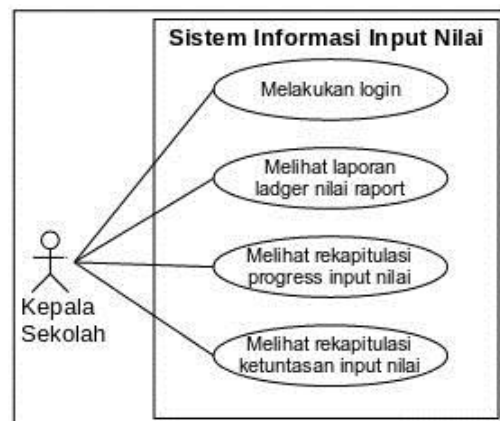 Sistem Informasi Input Nilai
Melakukan login
Melihat laporan
ladger nilai raport
Melihat rekapitulasi
progress input nilai
Kepala
Sekolah
Melihat rekapitulasi
ketuntasan input nilai